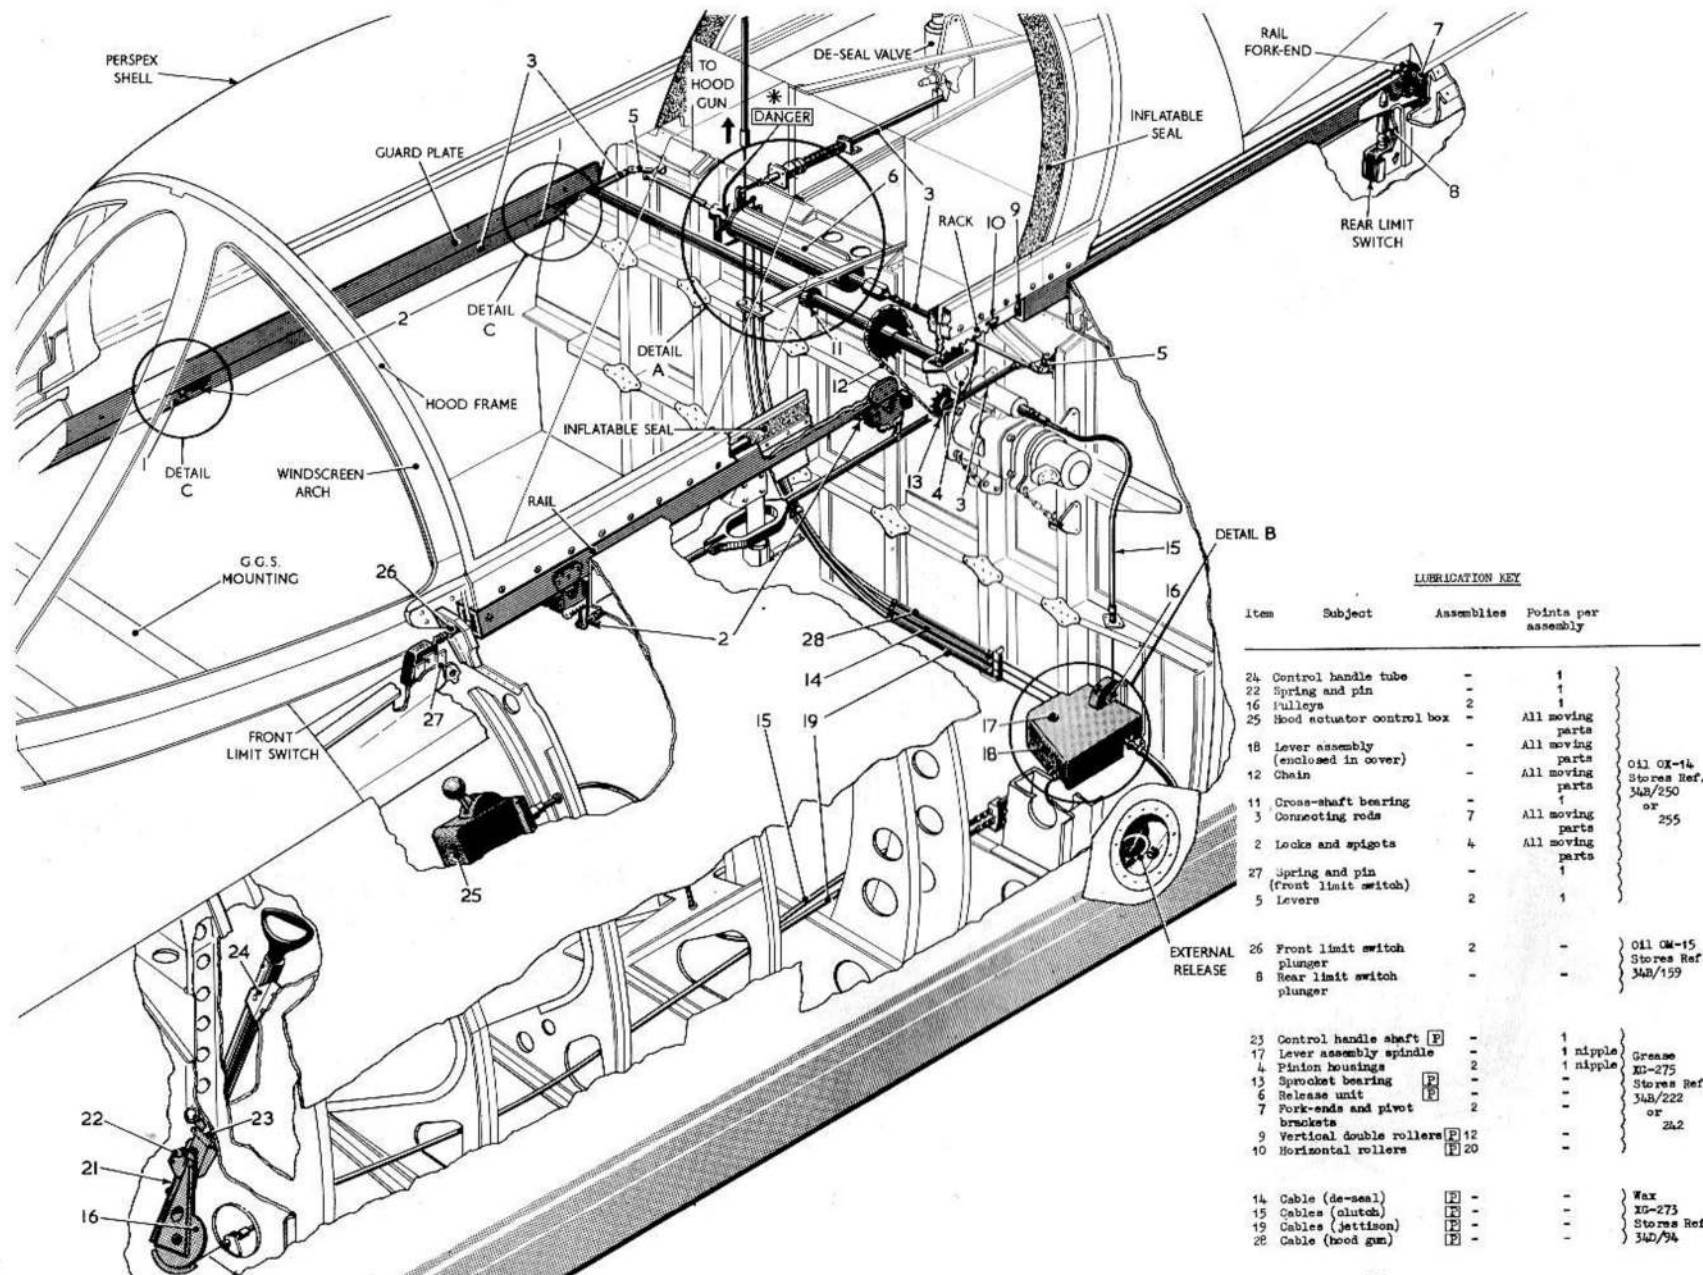 PERSPEX
SHELL
3
TO
HOOD
GUN
*
DANGER
DE-SEAL VALVE
RAIL
FORK-END
7
5
GUARD PLATE
INFLATABLE
SEAL
6
3
RACK
10
9
8
REAR LIMIT
SWITCH
2
DETAIL
C
DETAIL
A
11
12
5
HOOD FRAME
1
DETAIL
C
WINDSCREEN
ARCH
INFLATABLE SEAL
RAIL
13
4
3
G.G.S.
MOUNTING
26
15
DETAIL B
16
2
28
14
27
FRONT
LIMIT SWITCH
15
19
17
18
25
24
EXTERNAL
RELEASE
22
23
21
16
LUBRICATION KEY
Item Subject Assemblies Points per
assembly
24 Control handle tube - 1
22 Spring and pin - 1
16 Pulleys 2 1
25 Hood actuator control box - All moving
parts
18 Lever assembly - All moving
(enclosed in cover) parts
12 Chain - All moving
parts
11 Cross-shaft bearing - 1
3 Connecting rods 7 All moving
parts
2 Locks and spigots 4 All moving
parts
27 Spring and pin - 1
(front limit switch)
5 Levers 2 1
Oil OX-14
Stores Ref.
34B/250
or
255
26 Front limit switch 2 -
plunger
8 Rear limit switch - -
plunger
Oil OM-15
Stores Ref
34B/159
23 Control handle shaft P - 1
17 Lever assembly spindle - 1 nipple
4 Pinion housings 2 1 nipple
13 Sprocket bearing P - -
6 Release unit P - -
7 Fork-ends and pivot 2 -
brackets
9 Vertical double rollers P 12 -
10 Horizontal rollers P 20 -
Grease
XG-275
Stores Ref
34B/222
or
242
14 Cable (de-seal) P - -
15 Cables (clutch) P - -
19 Cables (jettison) P - -
28 Cable (hood gun) P - -
Wax
XG-273
Stores Ref
34D/94